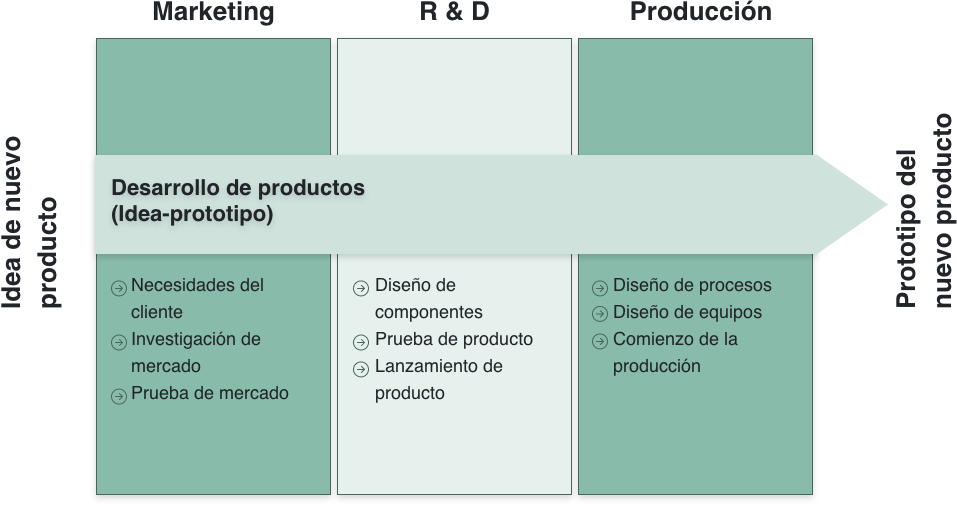 Marketing
R & D
Producción
Idea de nuevo
producto
Desarrollo de productos
(Idea-prototipo)
Necesidades del
cliente
Investigación de
mercado
Prueba de mercado
Diseño de
componentes
Prueba de producto
Lanzamiento de
producto
Diseño de procesos
Diseño de equipos
Comienzo de la
producción
Prototipo del
nuevo producto